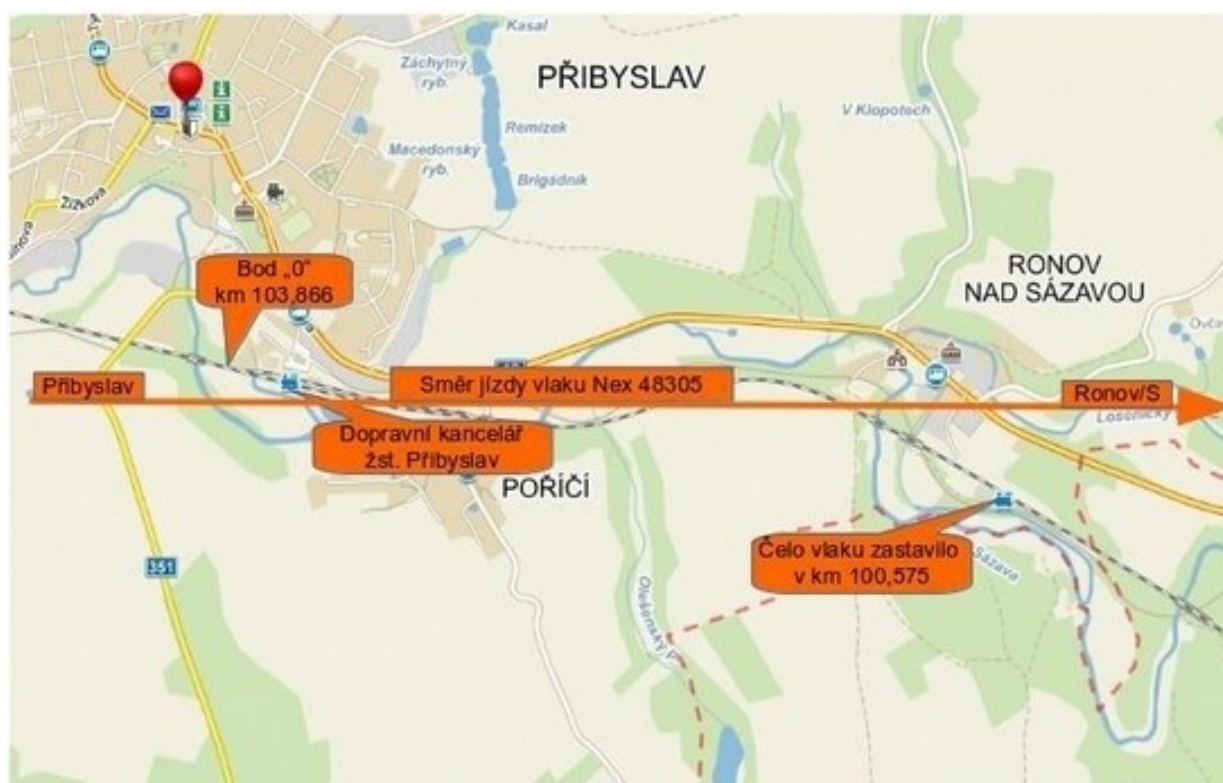 Kasal
Záchytný
ryb.
PŘIBYSLAV
V Klopotech
Remízek
Macedonský
ryb.
Brigádník
Žižkova
Bod „0“
km 103,866
RONOV
NAD SÁZAVOU
Přibyslav
Směr jízdy vlaku Nex 48305
Ronov/S
Losenický
Dopravní kancelář
žst. Přibyslav
POŘÍČÍ
Čelo vlaku zastavilo
v km 100,575
Sázava
351
Olešenský P.